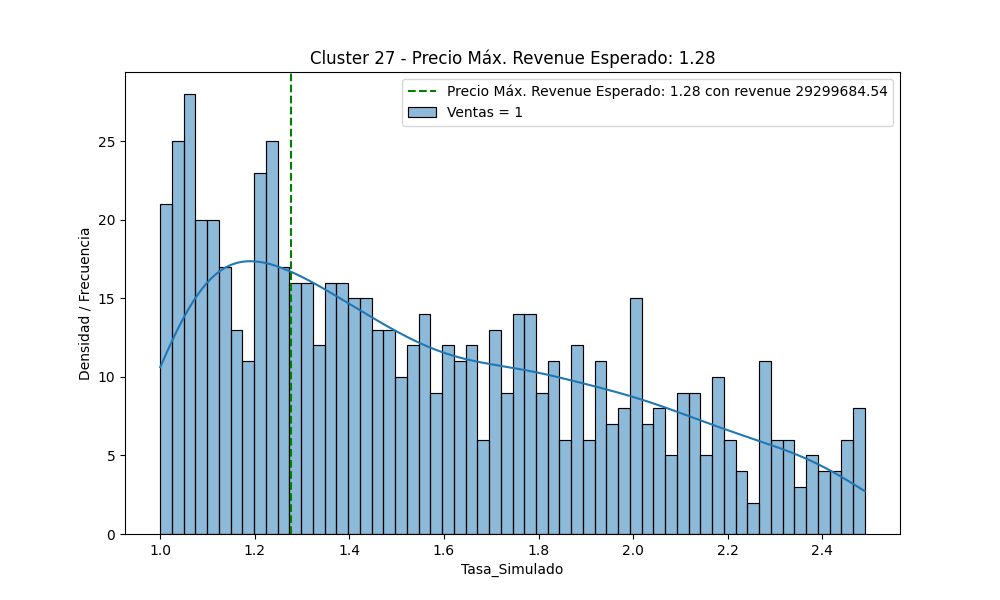 Cluster 27 - Precio Máx. Revenue Esperado: 1.28
Precio Máx. Revenue Esperado: 1.28 con revenue 29299684.54
Ventas = 1
Densidad / Frecuencia
25
20
15
10
5
0
1.0 1.2 1.4 1.6 1.8 2.0 2.2 2.4
Tasa_Simulado